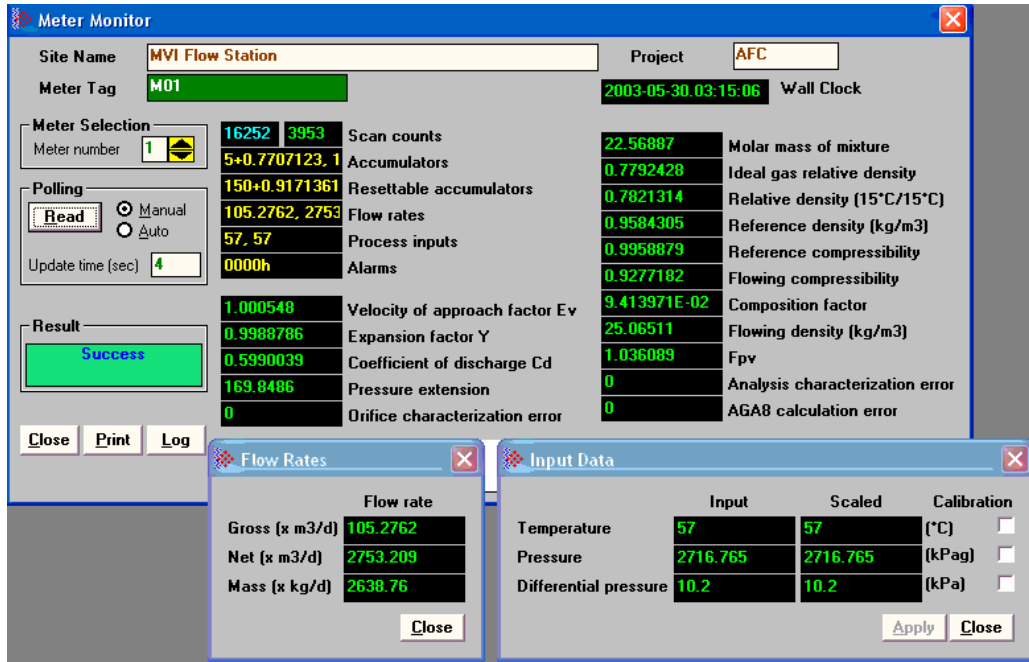 Meter Monitor
Site Name MVI Flow Station Project AFC
Meter Tag M01 2003-05-30.03:15:06 Wall Clock
Meter Selection
Meter number 1
Polling
Read Manual
Auto
Update time (sec) 4
Result
Success
Close Print Log
16252 3953 Scan counts
5+0.7707123, 1 Accumulators
150+0.9171361 Resettable accumulators
105.2762, 2753 Flow rates
57, 57 Process inputs
0000h Alarms
1.000548 Velocity of approach factor Ev
0.9988786 Expansion factor Y
0.5990039 Coefficient of discharge Cd
169.8486 Pressure extension
0 Orifice characterization error
22.56887 Molar mass of mixture
0.7792428 Ideal gas relative density
0.7821314 Relative density (15°C/15°C)
0.9584305 Reference density (kg/m3)
0.9958879 Reference compressibility
0.9277182 Flowing compressibility
9.413971E-02 Composition factor
25.06511 Flowing density (kg/m3)
1.036089 Fpv
0 Analysis characterization error
0 AGA8 calculation error
Flow Rates
Flow rate
Gross (x m3/d) 105.2762
Net (x m3/d) 2753.209
Mass (x kg/d) 2638.76
Close
Input Data
Input Scaled Calibration
Temperature 57 57 (°C)
Pressure 2716.765 2716.765 (kPag)
Differential pressure 10.2 10.2 (kPa)
Apply Close